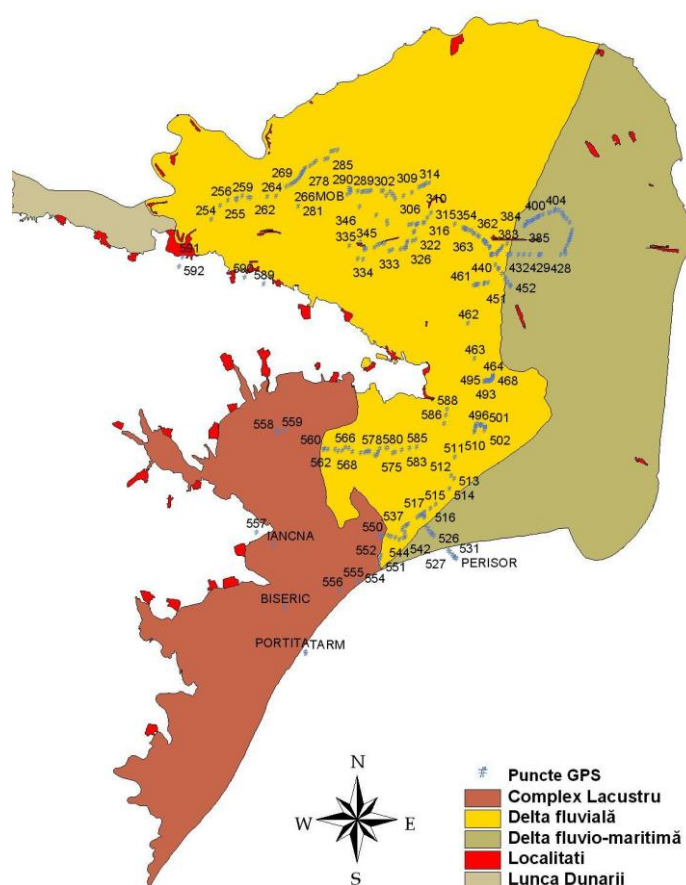 285
314
269
278
290 289 302 309
256 259
264
310
266MOB
254 255 262
281
315 354
384 400 404
346
306
316
362
335 345
322
363
383 385
591
592
334
333
326
440
432 429 428
590 589
461
451 452
462
463
464
495 468
493
588
586
496 501
558 559
560 566 578 580 585
510 502
562 568 575 583
511
512
513
517 515 514
557
550 537
516
IANCNA
526
552 544 542 527 531
551
PERISOR
555 554
556
BISERIC
PORTITATARM
N
W E
S
Puncte GPS
Complex Lacustru
Delta fluvială
Delta fluvio-maritimă
Localitati
Lunca Dunarii